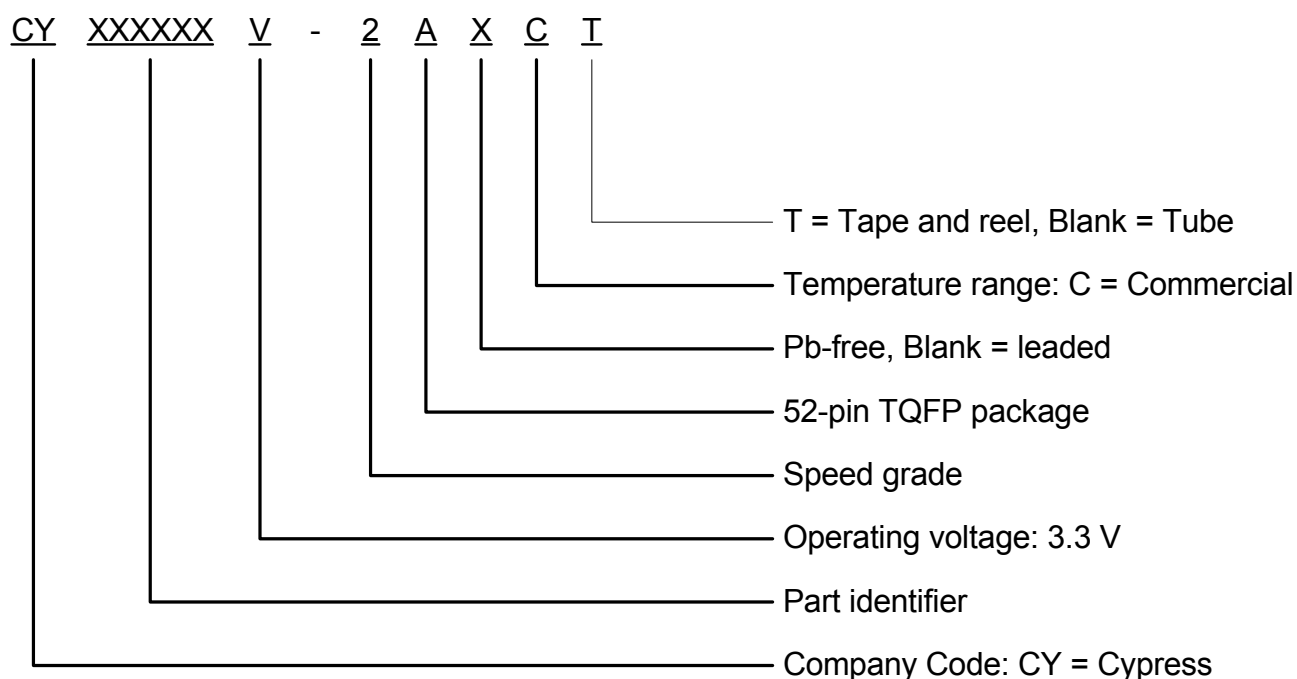 CY XXXXXX V - 2 A X C T
T = Tape and reel, Blank = Tube
Temperature range: C = Commercial
Pb-free, Blank = leaded
52-pin TQFP package
Speed grade
Operating voltage: 3.3 V
Part identifier
Company Code: CY = Cypress